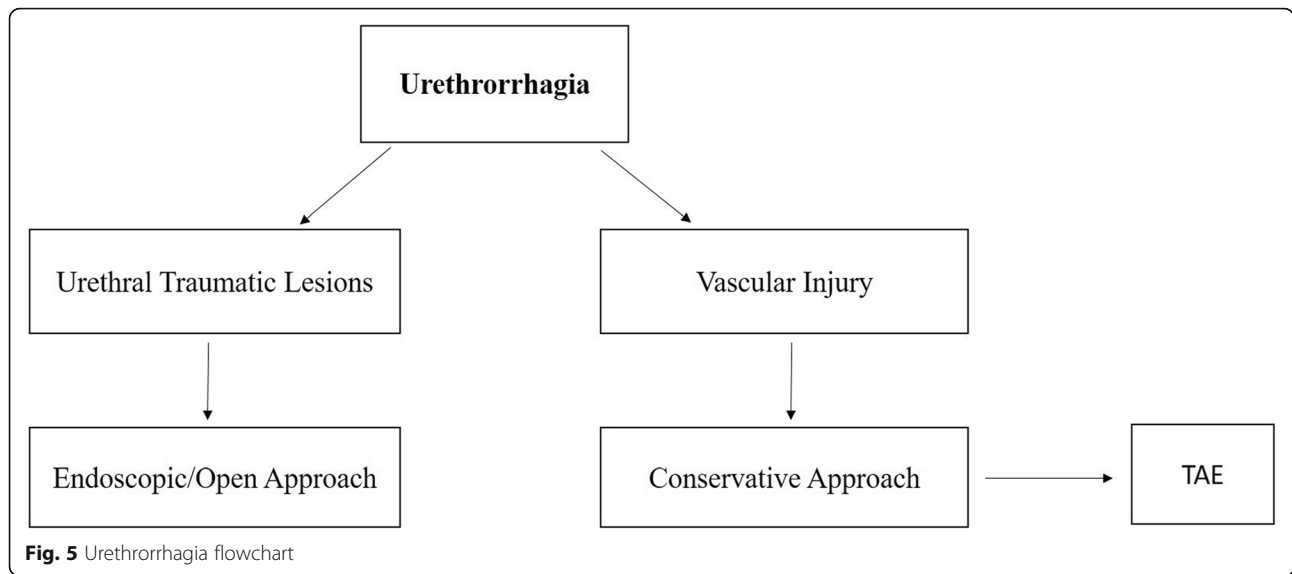 Urethrorrhagia
Urethral Traumatic Lesions
Vascular Injury
Endoscopic/Open Approach
Conservative Approach
TAE
Fig. 5 Urethrorrhagia flowchart